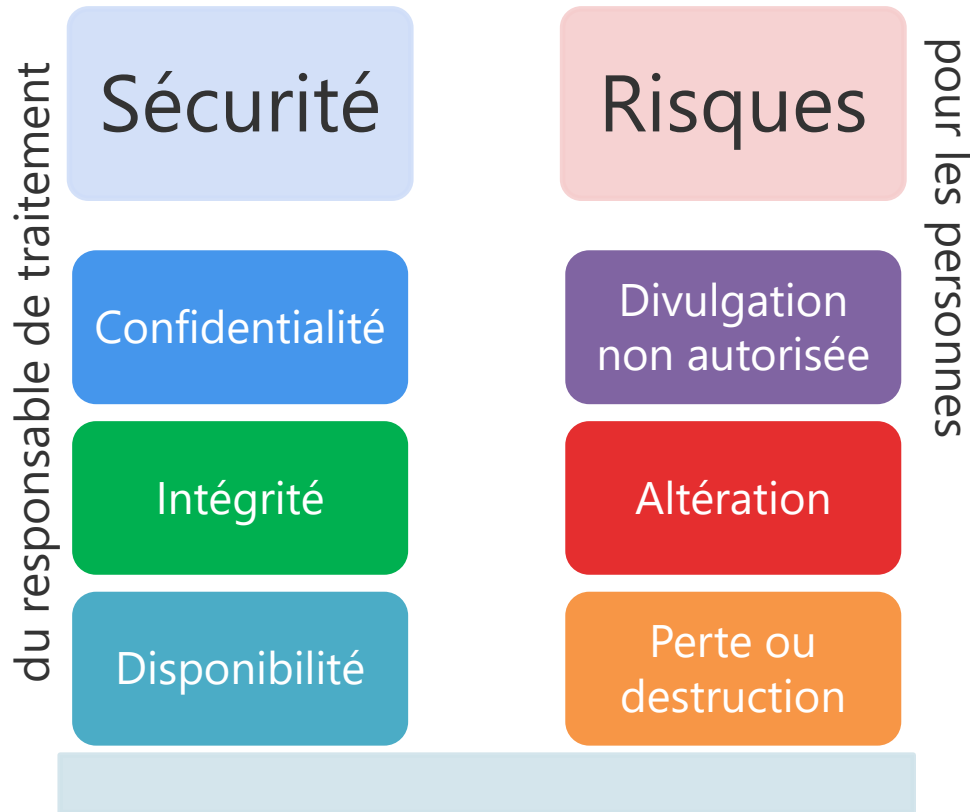 du responsable de traitement
Sécurité
Confidentialité
Intégrité
Disponibilité
Risques
pour les personnes
Divulgation
non autorisée
Altération
Perte ou
destruction